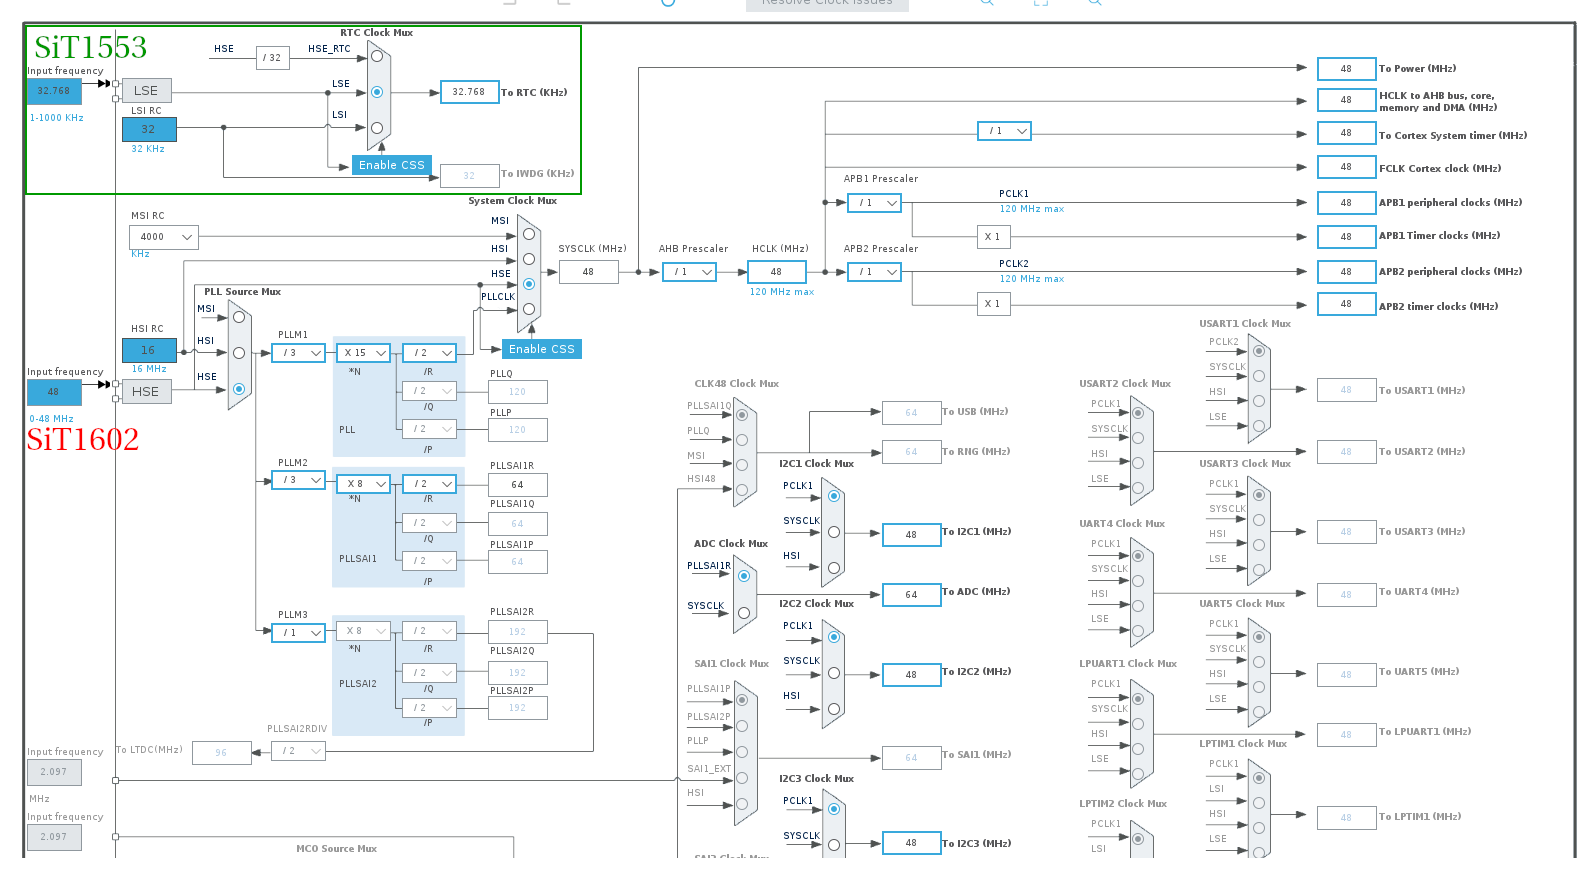 Resolve Clock Issues
SiT1553
RTC Clock Mux
HSE
/ 32
HSE_RTC
Input frequency
32.768
1-1000 KHz
LSE
LSE
32.768
To RTC (KHz)
LSI RC
32
32 KHz
LSI
Enable CSS
32
To IWDG (KHz)
48
To Power (MHz)
48
HCLK to AHB bus, core,
memory and DMA (MHz)
/ 1
48
To Cortex System timer (MHz)
48
FCLK Cortex clock (MHz)
APB1 Prescaler
/ 1
PCLK1
120 MHz max
48
APB1 peripheral clocks (MHz)
X 1
48
APB1 Timer clocks (MHz)
System Clock Mux
MSI RC
4000
KHz
MSI
HSI
HSE
PLLCLK
SYSCLK (MHz)
48
AHB Prescaler
/ 1
HCLK (MHz)
48
120 MHz max
APB2 Prescaler
/ 1
PCLK2
120 MHz max
48
APB2 peripheral clocks (MHz)
X 1
48
APB2 timer clocks (MHz)
Enable CSS
PLL Source Mux
MSI
HSI
HSE
HSI RC
16
16 MHz
Input frequency
48
0-48 MHz
HSE
SiT1602
PLLM1
/ 3
X 15
*N
/ 2
/R
PLLQ
/ 2
120
/Q
PLLP
PLL
/ 2
120
/P
PLLM2
/ 3
X 8
*N
/ 2
/R
PLLSAI1R
64
PLLSAI1Q
/ 2
64
/Q
PLLSAI1P
PLLSAI1
/ 2
64
/P
PLLM3
/ 1
X 8
*N
/ 2
/R
PLLSAI2R
192
PLLSAI2Q
/ 2
192
/Q
PLLSAI2P
PLLSAI2
/ 2
192
/P
PLLSAI2RDIV
To LTDC(MHz)
96
/ 2
Input frequency
2.097
MHz
Input frequency
2.097
MCO Source Mux
CLK48 Clock Mux
PLLSAI1Q
PLLQ
MSI
HSI48
64
To USB (MHz)
64
To RNG (MHz)
I2C1 Clock Mux
PCLK1
SYSCLK
HSI
48
To I2C1 (MHz)
ADC Clock Mux
PLLSAI1R
SYSCLK
64
To ADC (MHz)
I2C2 Clock Mux
PCLK1
SYSCLK
HSI
48
To I2C2 (MHz)
SAI1 Clock Mux
PLLSAI1P
PLLSAI2P
PLLP
SAI1_EXT
HSI
64
To SAI1 (MHz)
I2C3 Clock Mux
PCLK1
SYSCLK
48
To I2C3 (MHz)
SAI2 Clock Mux
USART1 Clock Mux
PCLK2
SYSCLK
HSI
LSE
48
To USART1 (MHz)
USART2 Clock Mux
PCLK1
SYSCLK
HSI
LSE
48
To USART2 (MHz)
USART3 Clock Mux
PCLK1
SYSCLK
HSI
LSE
48
To USART3 (MHz)
UART4 Clock Mux
PCLK1
SYSCLK
HSI
LSE
48
To UART4 (MHz)
UART5 Clock Mux
PCLK1
SYSCLK
HSI
LSE
48
To UART5 (MHz)
LPUART1 Clock Mux
PCLK1
SYSCLK
HSI
LSE
48
To LPUART1 (MHz)
LPTIM1 Clock Mux
PCLK1
LSI
HSI
LSE
48
To LPTIM1 (MHz)
LPTIM2 Clock Mux
PCLK1
LSI